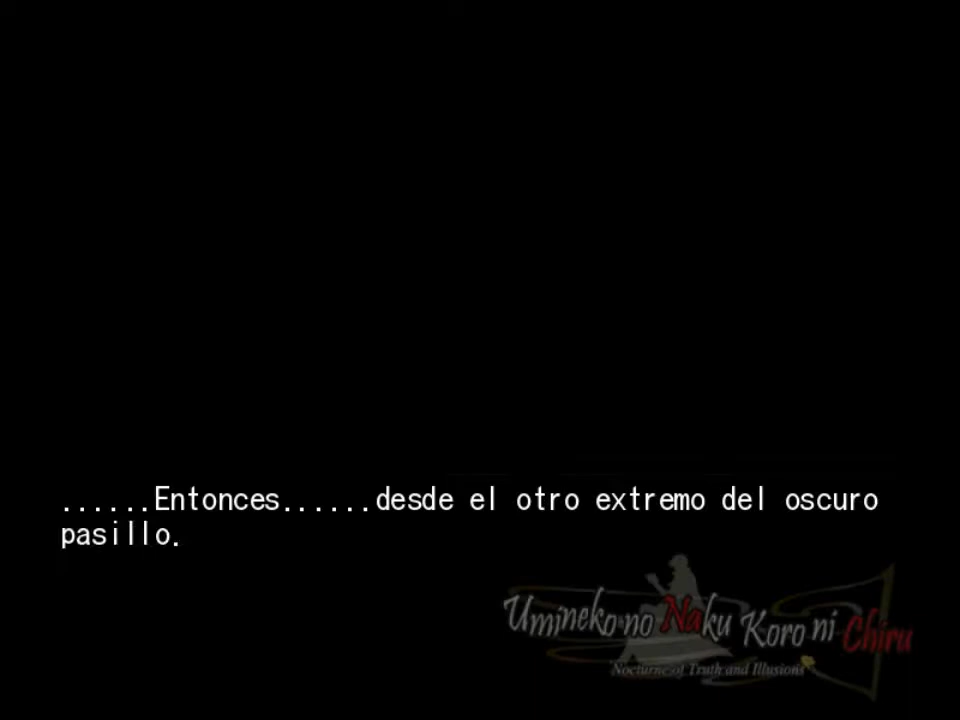 ......Entonces......desde el otro extremo del oscuro
pasillo.
Umineko no Naku Koro ni Chiru
Nocturne of Truth and Illusions